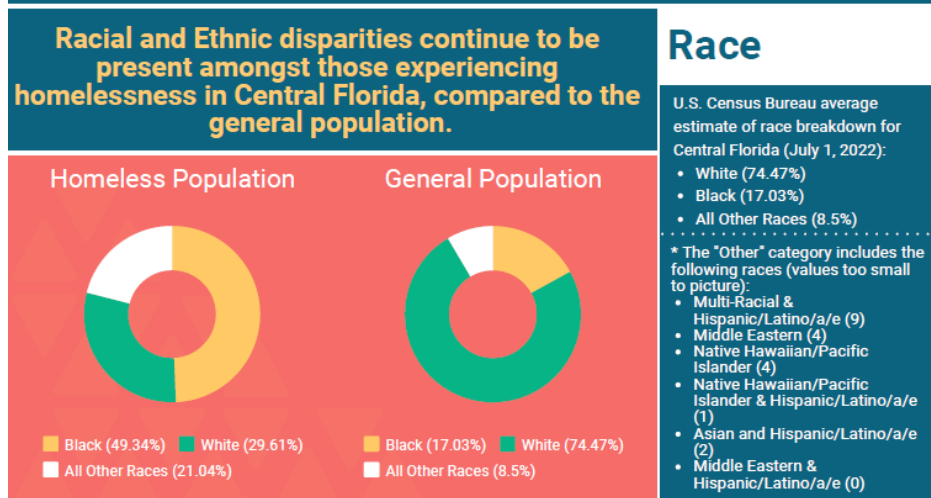 Racial and Ethnic disparities continue to be
present amongst those experiencing
homelessness in Central Florida, compared to the
general population.
Homeless Population
Black (49.34%) White (29.61%)
All Other Races (21.04%)
General Population
Black (17.03%) White (74.47%)
All Other Races (8.5%)
Race
U.S. Census Bureau average
estimate of race breakdown for
Central Florida (July 1, 2022):
• White (74.47%)
• Black (17.03%)
• All Other Races (8.5%)
* The "Other" category includes the
following races (values too small
to picture):
• Multi-Racial &
Hispanic/Latino/a/e (9)
• Middle Eastern (4)
• Native Hawaiian/Pacific
Islander (4)
• Native Hawaiian/Pacific
Islander & Hispanic/Latino/a/e
(1)
• Asian and Hispanic/Latino/a/e
(2)
• Middle Eastern &
Hispanic/Latino/a/e (0)